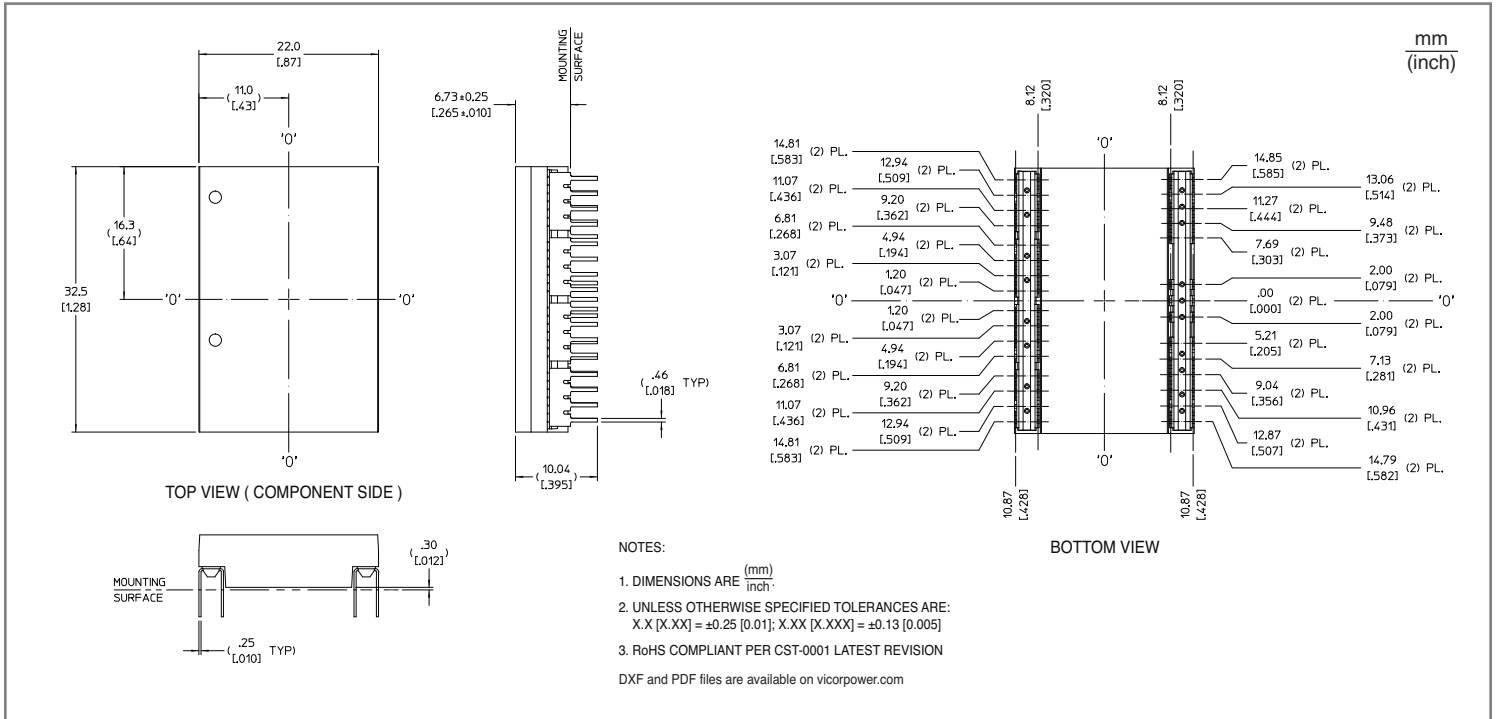 mm
(inch)
22.0
[.87]
( 11.0 )
[.43]
'0'
( 16.3 )
[.64]
32.5
[1.28]
'0'
'0'
'0'
TOP VIEW ( COMPONENT SIDE )
MOUNTING
SURFACE
6.73 ±0.25
[.265 ±.010]
( .46 TYP)
[.018]
( 10.04 )
[.395]
( .30 )
[.012]
MOUNTING
SURFACE
( .25 TYP)
[.010]
8.12
[.320]
8.12
[.320]
'0'
14.81 (2) PL.
[.583]
12.94 (2) PL.
[.509]
11.07 (2) PL.
[.436]
9.20 (2) PL.
[.362]
6.81 (2) PL.
[.268]
4.94 (2) PL.
[.194]
3.07 (2) PL.
[.121]
1.20 (2) PL.
[.047]
'0'
1.20 (2) PL.
[.047]
3.07 (2) PL.
[.121]
4.94 (2) PL.
[.194]
6.81 (2) PL.
[.268]
9.20 (2) PL.
[.362]
11.07 (2) PL.
[.436]
12.94 (2) PL.
[.509]
14.81 (2) PL.
[.583]
14.85 (2) PL.
[.585]
13.06 (2) PL.
[.514]
11.27 (2) PL.
[.444]
9.48 (2) PL.
[.373]
7.69 (2) PL.
[.303]
2.00 (2) PL.
[.079]
.00 (2) PL.
[.000]
'0'
2.00 (2) PL.
[.079]
5.21 (2) PL.
[.205]
7.13 (2) PL.
[.281]
9.04 (2) PL.
[.356]
10.96 (2) PL.
[.431]
12.87 (2) PL.
[.507]
14.79 (2) PL.
[.582]
'0'
10.87
[.428]
10.87
[.428]
BOTTOM VIEW
NOTES:
1. DIMENSIONS ARE (mm)
inch.
2. UNLESS OTHERWISE SPECIFIED TOLERANCES ARE:
X.X [X.XX] = ±0.25 [0.01]; X.XX [X.XXX] = ±0.13 [0.005]
3. RoHS COMPLIANT PER CST-0001 LATEST REVISION
DXF and PDF files are available on vicorpower.com